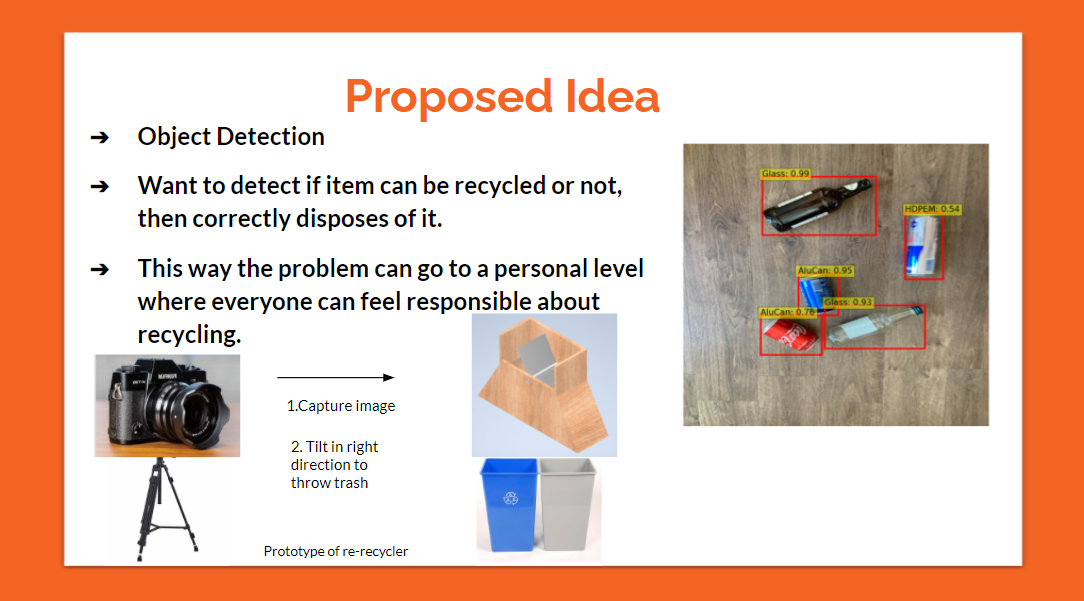 Proposed Idea
➔ Object Detection
➔ Want to detect if item can be recycled or not,
then correctly disposes of it.
➔ This way the problem can go to a personal level
where everyone can feel responsible about
recycling.
1.Capture image
2. Tilt in right
direction to
throw trash
Prototype of re-recycler
Glass: 0.99
HDPEM: 0.54
AluCan: 0.95
Glass: 0.93
AluCan: 0.76